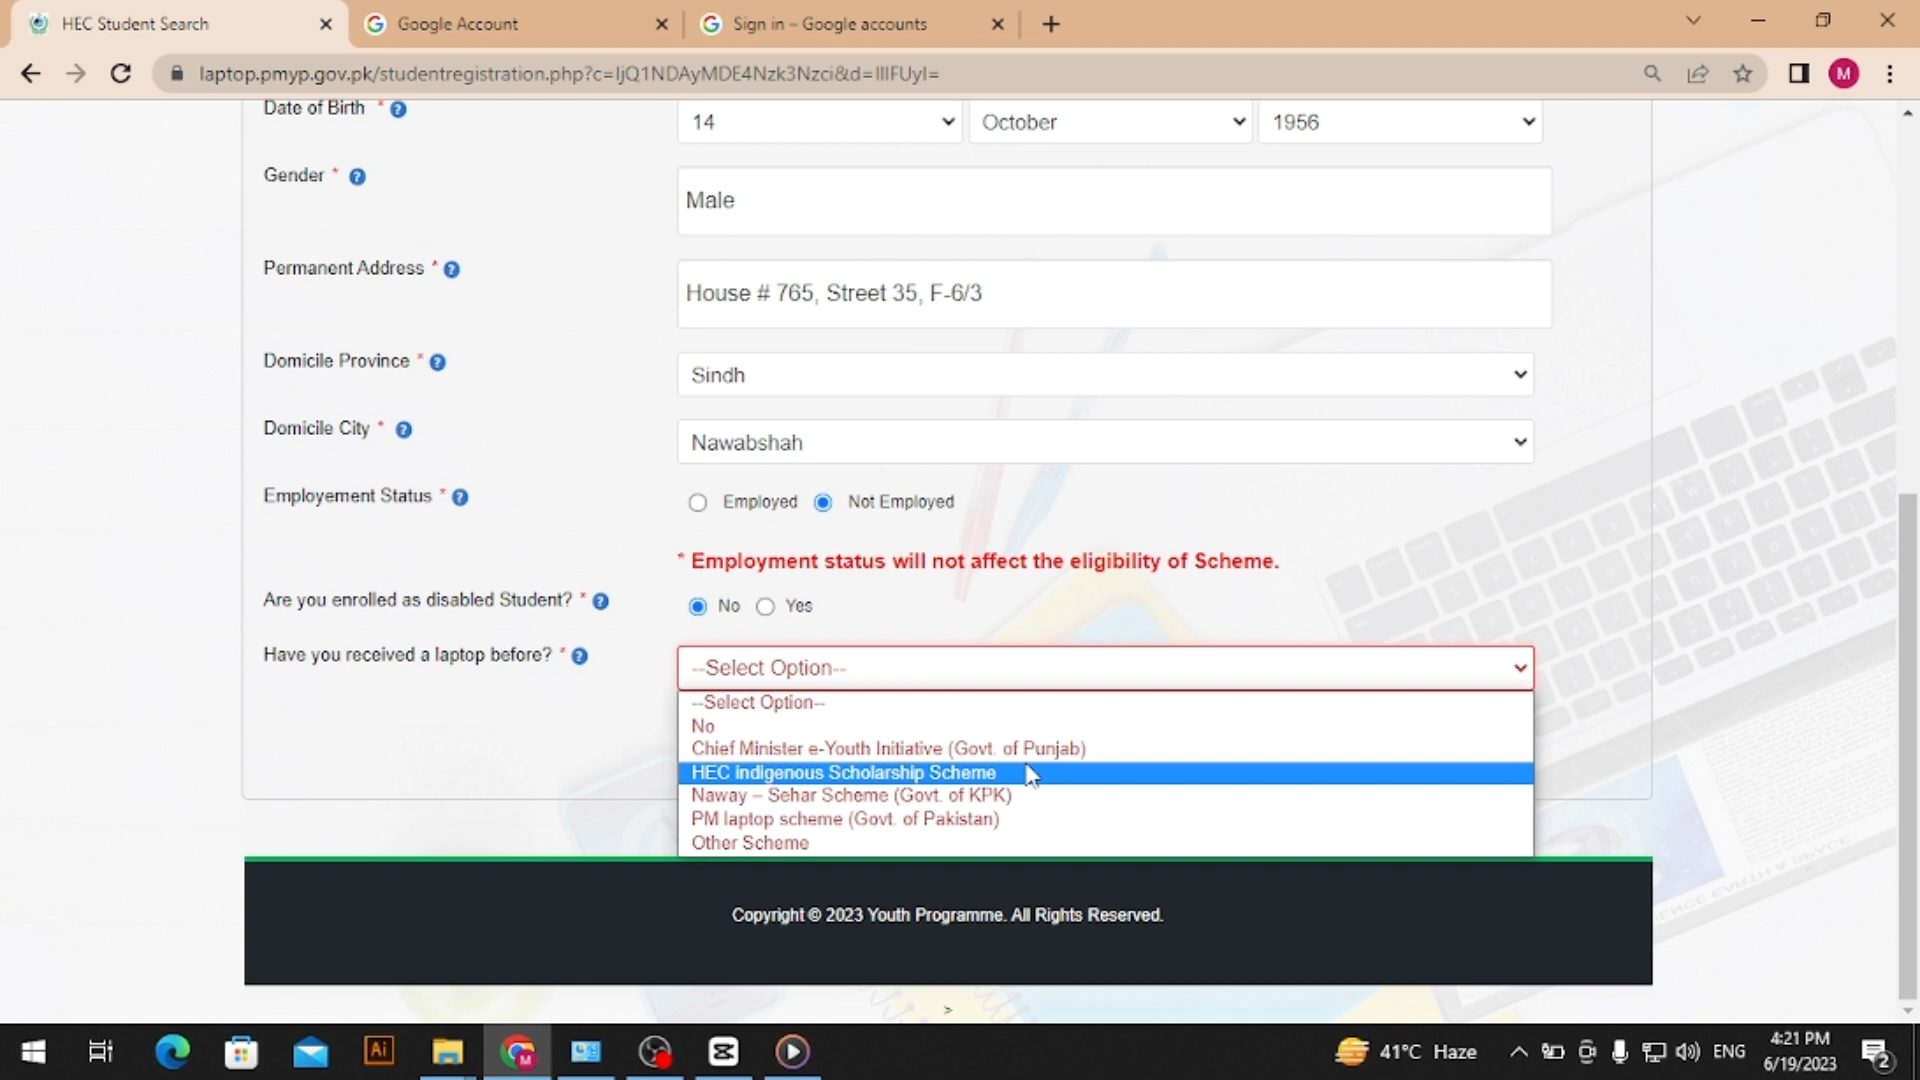 HEC Student Search
Google Account
Sign in – Google accounts
laptop.pmyp.gov.pk/studentregistration.php?c=IjQ1NDAyMDE4Nzk3Nzci&d=IllFUyI=
M
Date of Birth * ?
14
October
1956
Gender * ?
Male
Permanent Address * ?
House # 765, Street 35, F-6/3
Domicile Province * ?
Sindh
Domicile City * ?
Nawabshah
Employement Status * ?
Employed
Not Employed
* Employment status will not affect the eligibility of Scheme.
Are you enrolled as disabled Student? * ?
No
Yes
Have you received a laptop before? * ?
--Select Option--
--Select Option--
No
Chief Minister e-Youth Initiative (Govt. of Punjab)
HEC indigenous Scholarship Scheme
Naway – Sehar Scheme (Govt. of KPK)
PM laptop scheme (Govt. of Pakistan)
Other Scheme
Copyright © 2023 Youth Programme. All Rights Reserved.
>
Ai
M
41°C Haze
ENG
4:21 PM
6/19/2023
2